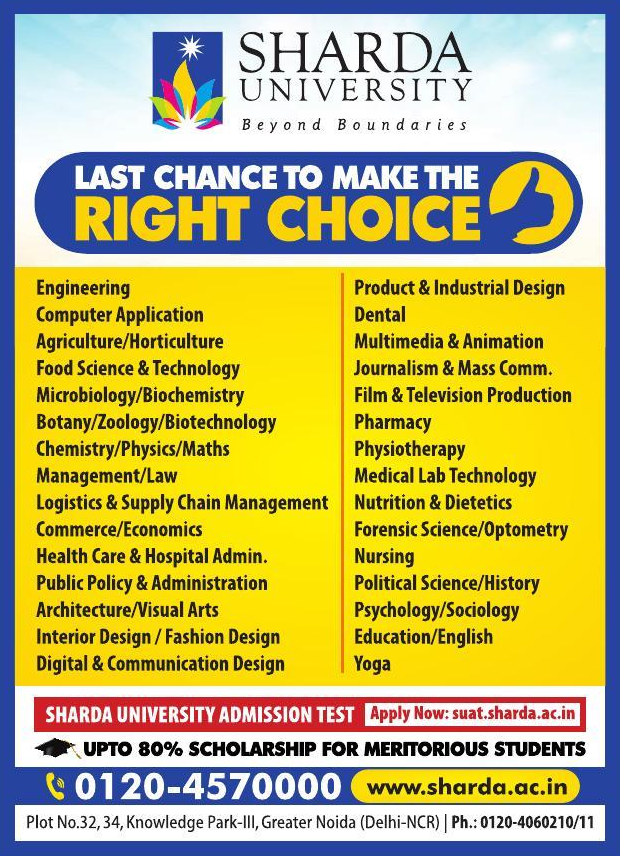 SHARDA
UNIVERSITY
Beyond Boundaries
LAST CHANCE TO MAKE THE
RIGHT CHOICE
Engineering
Computer Application
Agriculture/Horticulture
Food Science & Technology
Microbiology/Biochemistry
Botany/Zoology/Biotechnology
Chemistry/Physics/Maths
Management/Law
Logistics & Supply Chain Management
Commerce/Economics
Health Care & Hospital Admin.
Public Policy & Administration
Architecture/Visual Arts
Interior Design / Fashion Design
Digital & Communication Design
Product & Industrial Design
Dental
Multimedia & Animation
Journalism & Mass Comm.
Film & Television Production
Pharmacy
Physiotherapy
Medical Lab Technology
Nutrition & Dietetics
Forensic Science/Optometry
Nursing
Political Science/History
Psychology/Sociology
Education/English
Yoga
SHARDA UNIVERSITY ADMISSION TEST Apply Now: suat.sharda.ac.in
UPTO 80% SCHOLARSHIP FOR MERITORIOUS STUDENTS
0120-4570000 www.sharda.ac.in
Plot No.32, 34, Knowledge Park-III, Greater Noida (Delhi-NCR) | Ph.: 0120-4060210/11